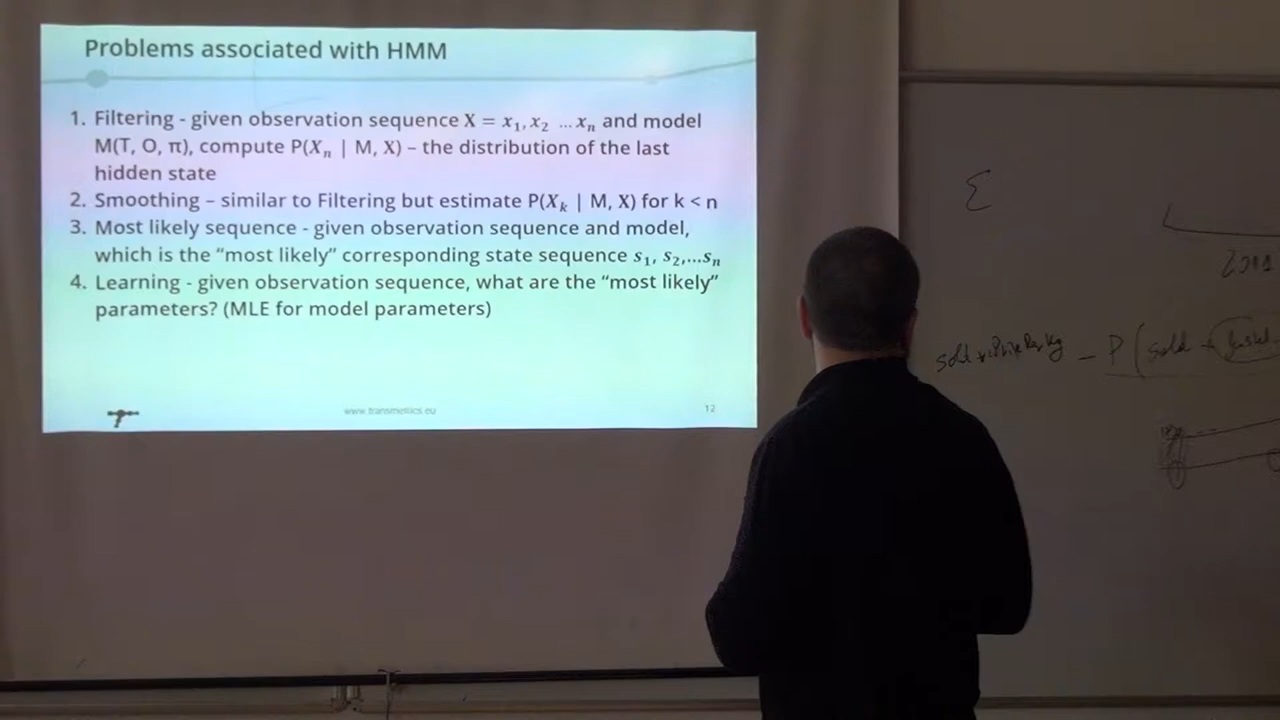 Problems associated with HMM
1. Filtering - given observation sequence X = x₁, x₂ ...xₙ and model
M(T, O, π), compute P(Xₙ | M, X) – the distribution of the last
hidden state
2. Smoothing – similar to Filtering but estimate P(Xₖ | M, X) for k < n
3. Most likely sequence - given observation sequence and model,
which is the “most likely” corresponding state sequence s₁, s₂,...sₙ
4. Learning - given observation sequence, what are the “most likely”
parameters? (MLE for model parameters)
www.transmetrics.eu
12
Σ
sold
– P( sold